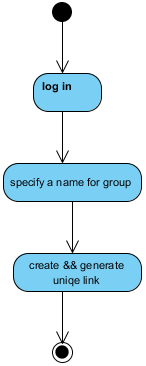 log in
specify a name for group
create && generate
uniqe link